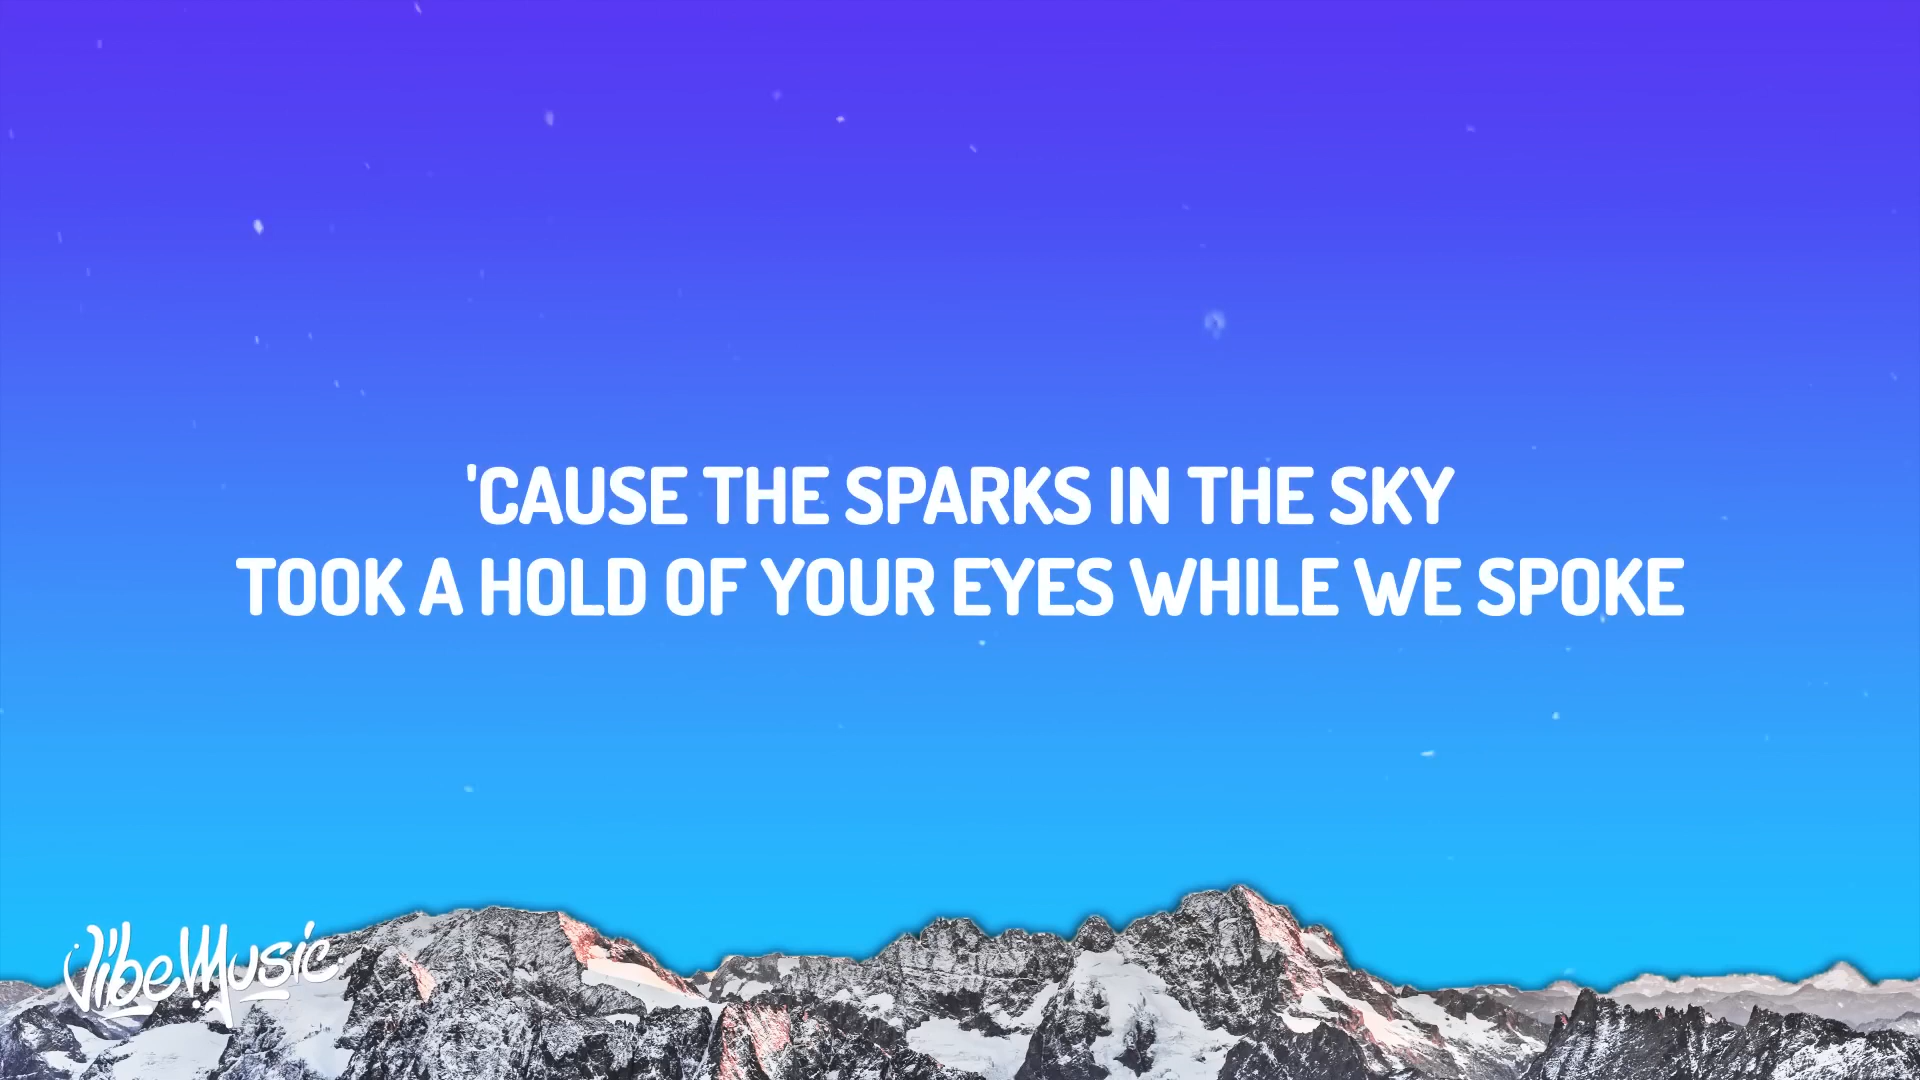 'CAUSE THE SPARKS IN THE SKY
TOOK A HOLD OF YOUR EYES WHILE WE SPOKE
VibeMusic